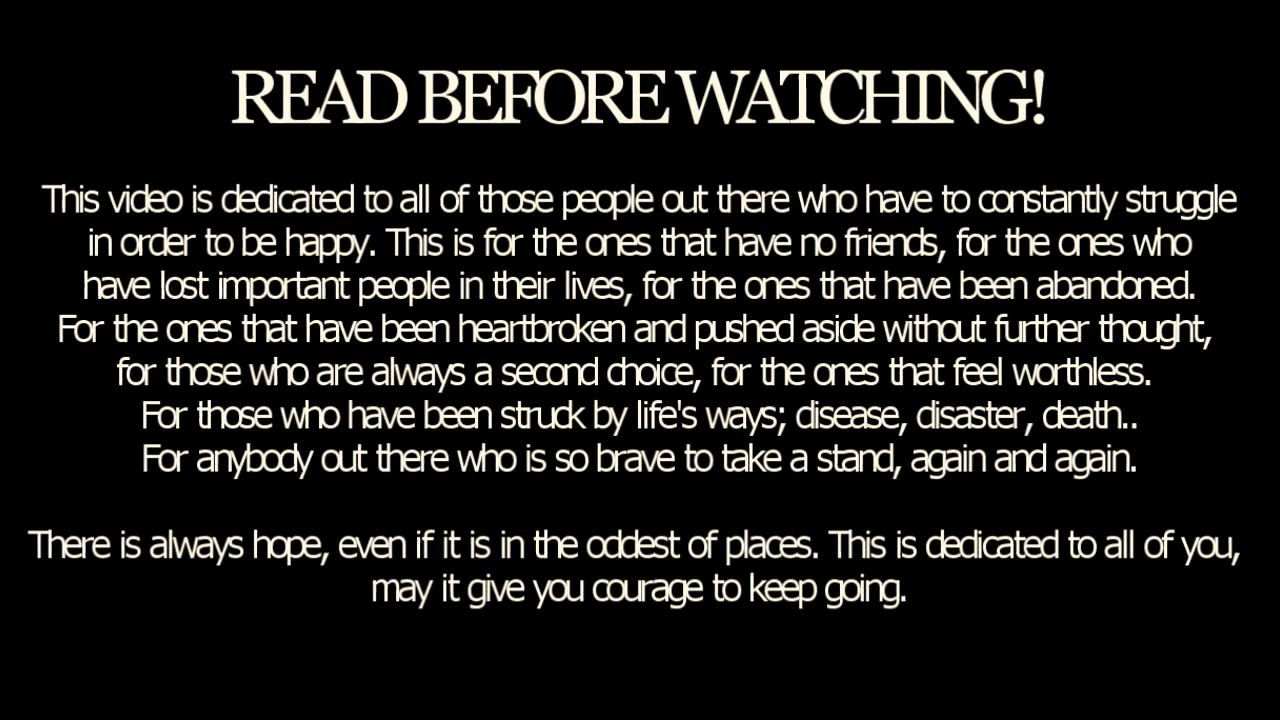 READ BEFORE WATCHING!
This video is dedicated to all of those people out there who have to constantly struggle
in order to be happy. This is for the ones that have no friends, for the ones who
have lost important people in their lives, for the ones that have been abandoned.
For the ones that have been heartbroken and pushed aside without further thought,
for those who are always a second choice, for the ones that feel worthless.
For those who have been struck by life's ways; disease, disaster, death..
For anybody out there who is so brave to take a stand, again and again.
There is always hope, even if it is in the oddest of places. This is dedicated to all of you,
may it give you courage to keep going.